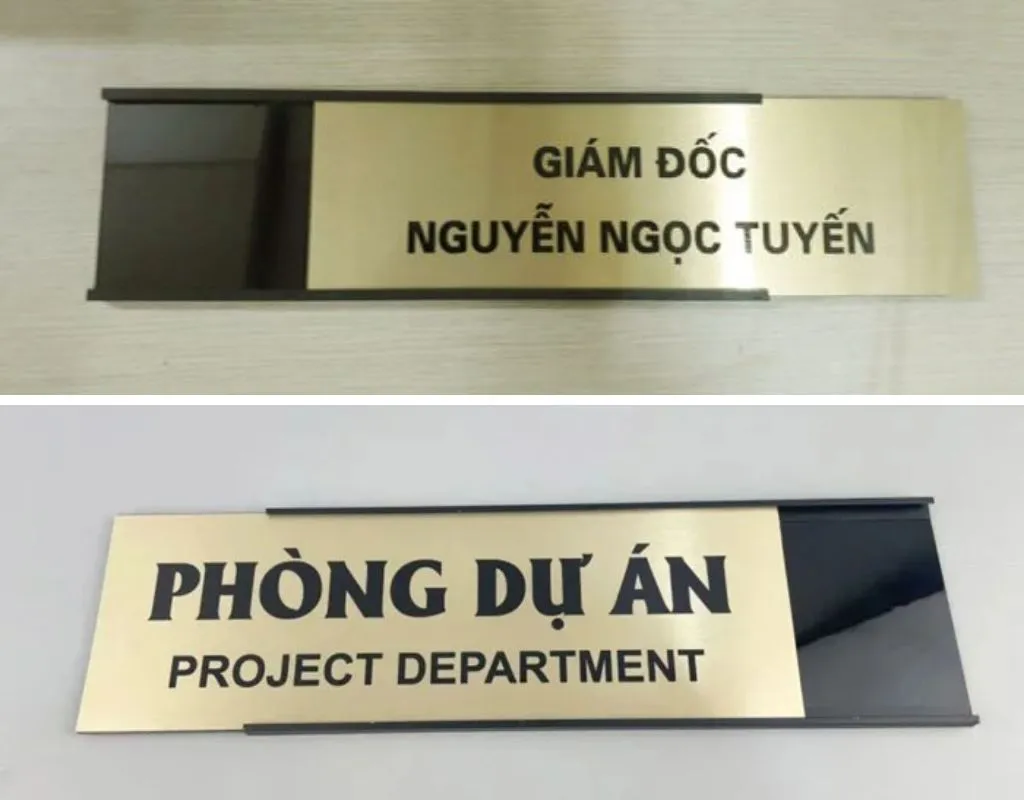 GIÁM ĐỐC
NGUYỄN NGỌC TUYẾN
PHÒNG DỰ ÁN
PROJECT DEPARTMENT